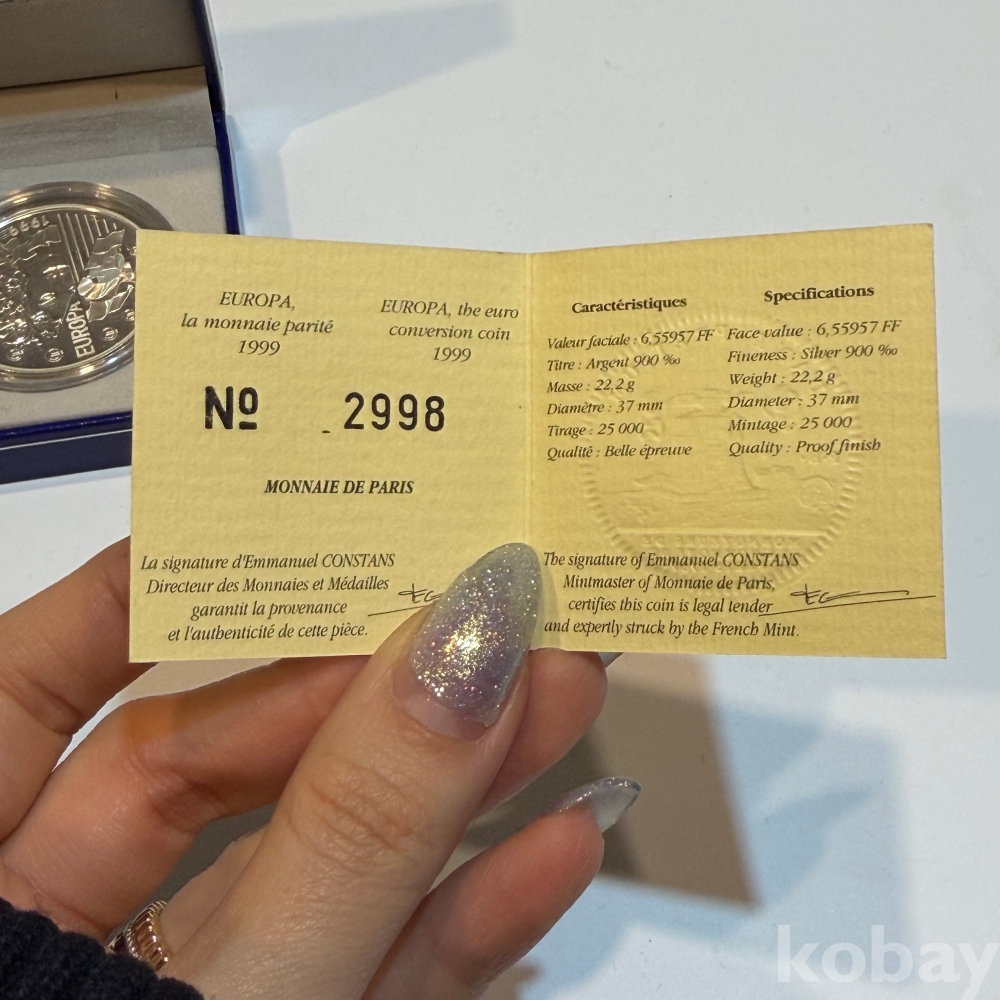 1999
EUROPA
EUROPA,
la monnaie parité
1999
EUROPA, the euro
conversion coin
1999
Nº 2998
MONNAIE DE PARIS
La signature d'Emmanuel CONSTANS
Directeur des Monnaies et Médailles
garantit la provenance
et l'authenticité de cette pièce.
Caractéristiques
Valeur faciale : 6,55957 FF
Titre : Argent 900 ‰
Masse : 22,2 g
Diamètre : 37 mm
Tirage : 25 000
Qualité : Belle épreuve
Specifications
Face value : 6,55957 FF
Fineness : Silver 900 ‰
Weight : 22,2 g
Diameter : 37 mm
Mintage : 25 000
Quality : Proof finish
The signature of Emmanuel CONSTANS
Mintmaster of Monnaie de Paris,
certifies this coin is legal tender
and expertly struck by the French Mint.
kobay